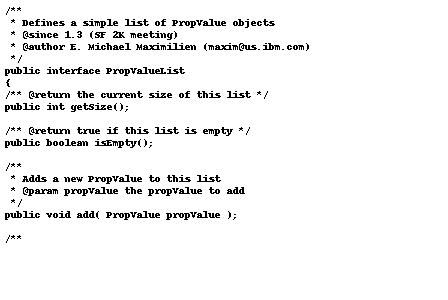 /**
 * Defines a simple list of PropValue objects
 * @since 1.3 (SF 2K meeting)
 * @author E. Michael Maximilien (maxim@us.ibm.com)
 */
public interface PropValueList
{
/** @return the current size of this list */
public int getSize();

/** @return true if this list is empty */
public boolean isEmpty();

/**
 * Adds a new PropValue to this list
 * @param propValue the propValue to add
 */
public void add( PropValue propValue );

/**